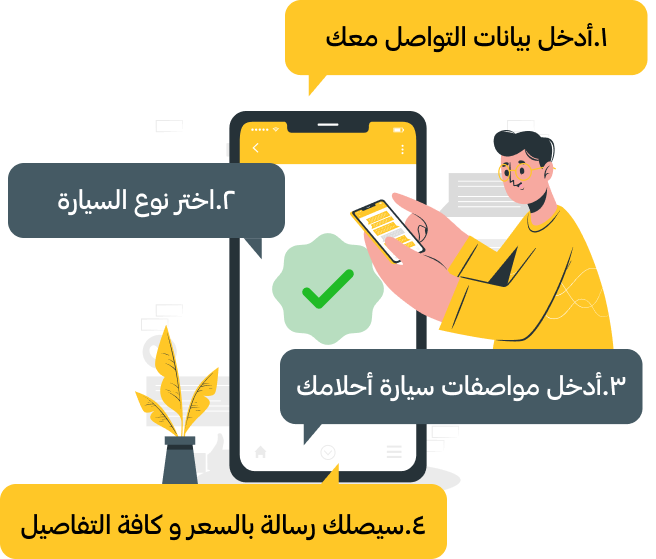 ١.أدخل بيانات التواصل معك
٢.اختر نوع السيارة
٣.أدخل مواصفات سيارة أحلامك
٤.سيصلك رسالة بالسعر و كافة التفاصيل